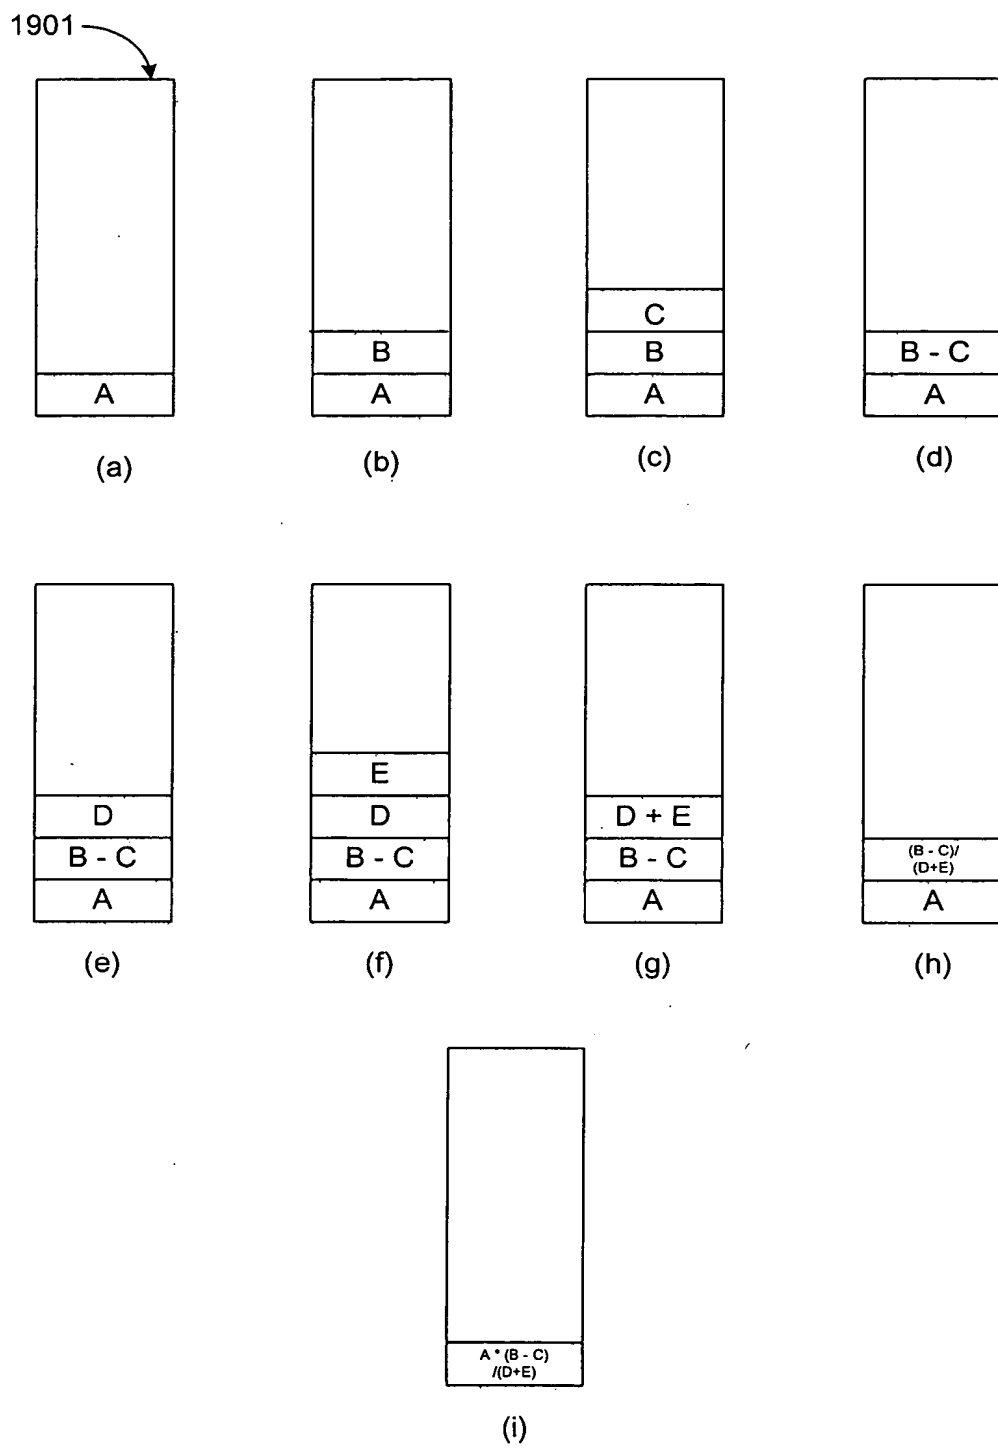 1901
A
(a)
B
A
(b)
C
B
A
(c)
B - C
A
(d)
D
B - C
A
(e)
E
D
B - C
A
(f)
D + E
B - C
A
(g)
(B - C)/
(D+E)
A
(h)
A * (B - C)
/(D+E)
(i)